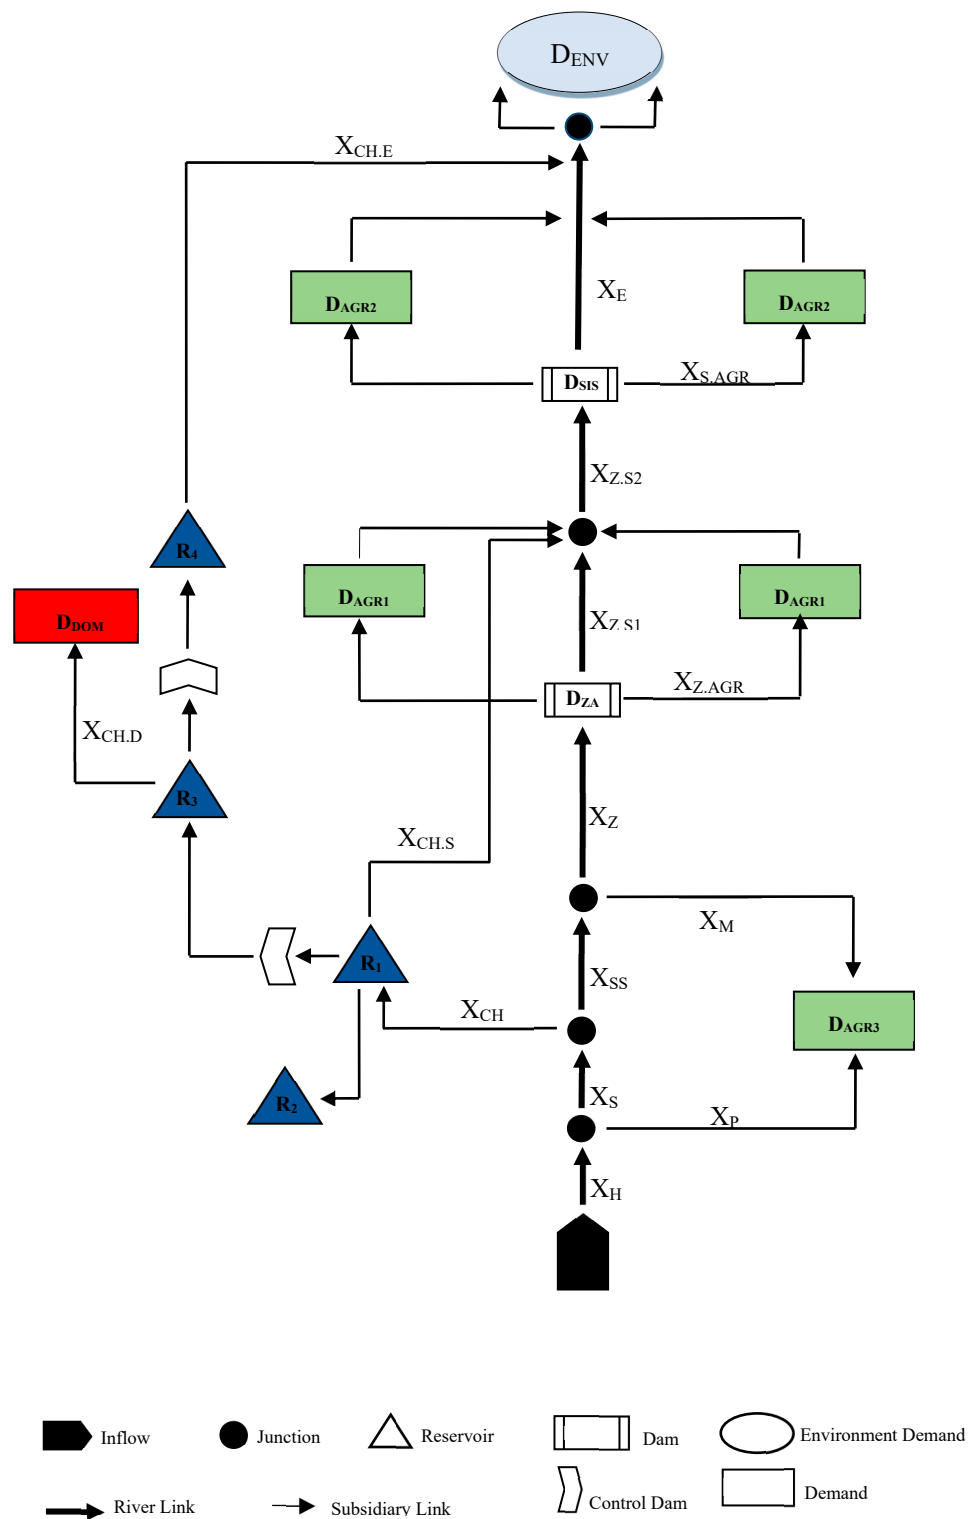 DENV
XCH.E
DAGR2
XE
DAGR2
DSIS
XS.AGR
XZ.S2
R4
DDOM
DAGR1
XZ.S1
DAGR1
DZA
XZ.AGR
XCH.D
R3
XZ
XCH.S
XM
R1
XSS
XCH
DAGR3
R2
XS
XP
XH
Inflow
Junction
Reservoir
Dam
Environment Demand
River Link
Subsidiary Link
Control Dam
Demand